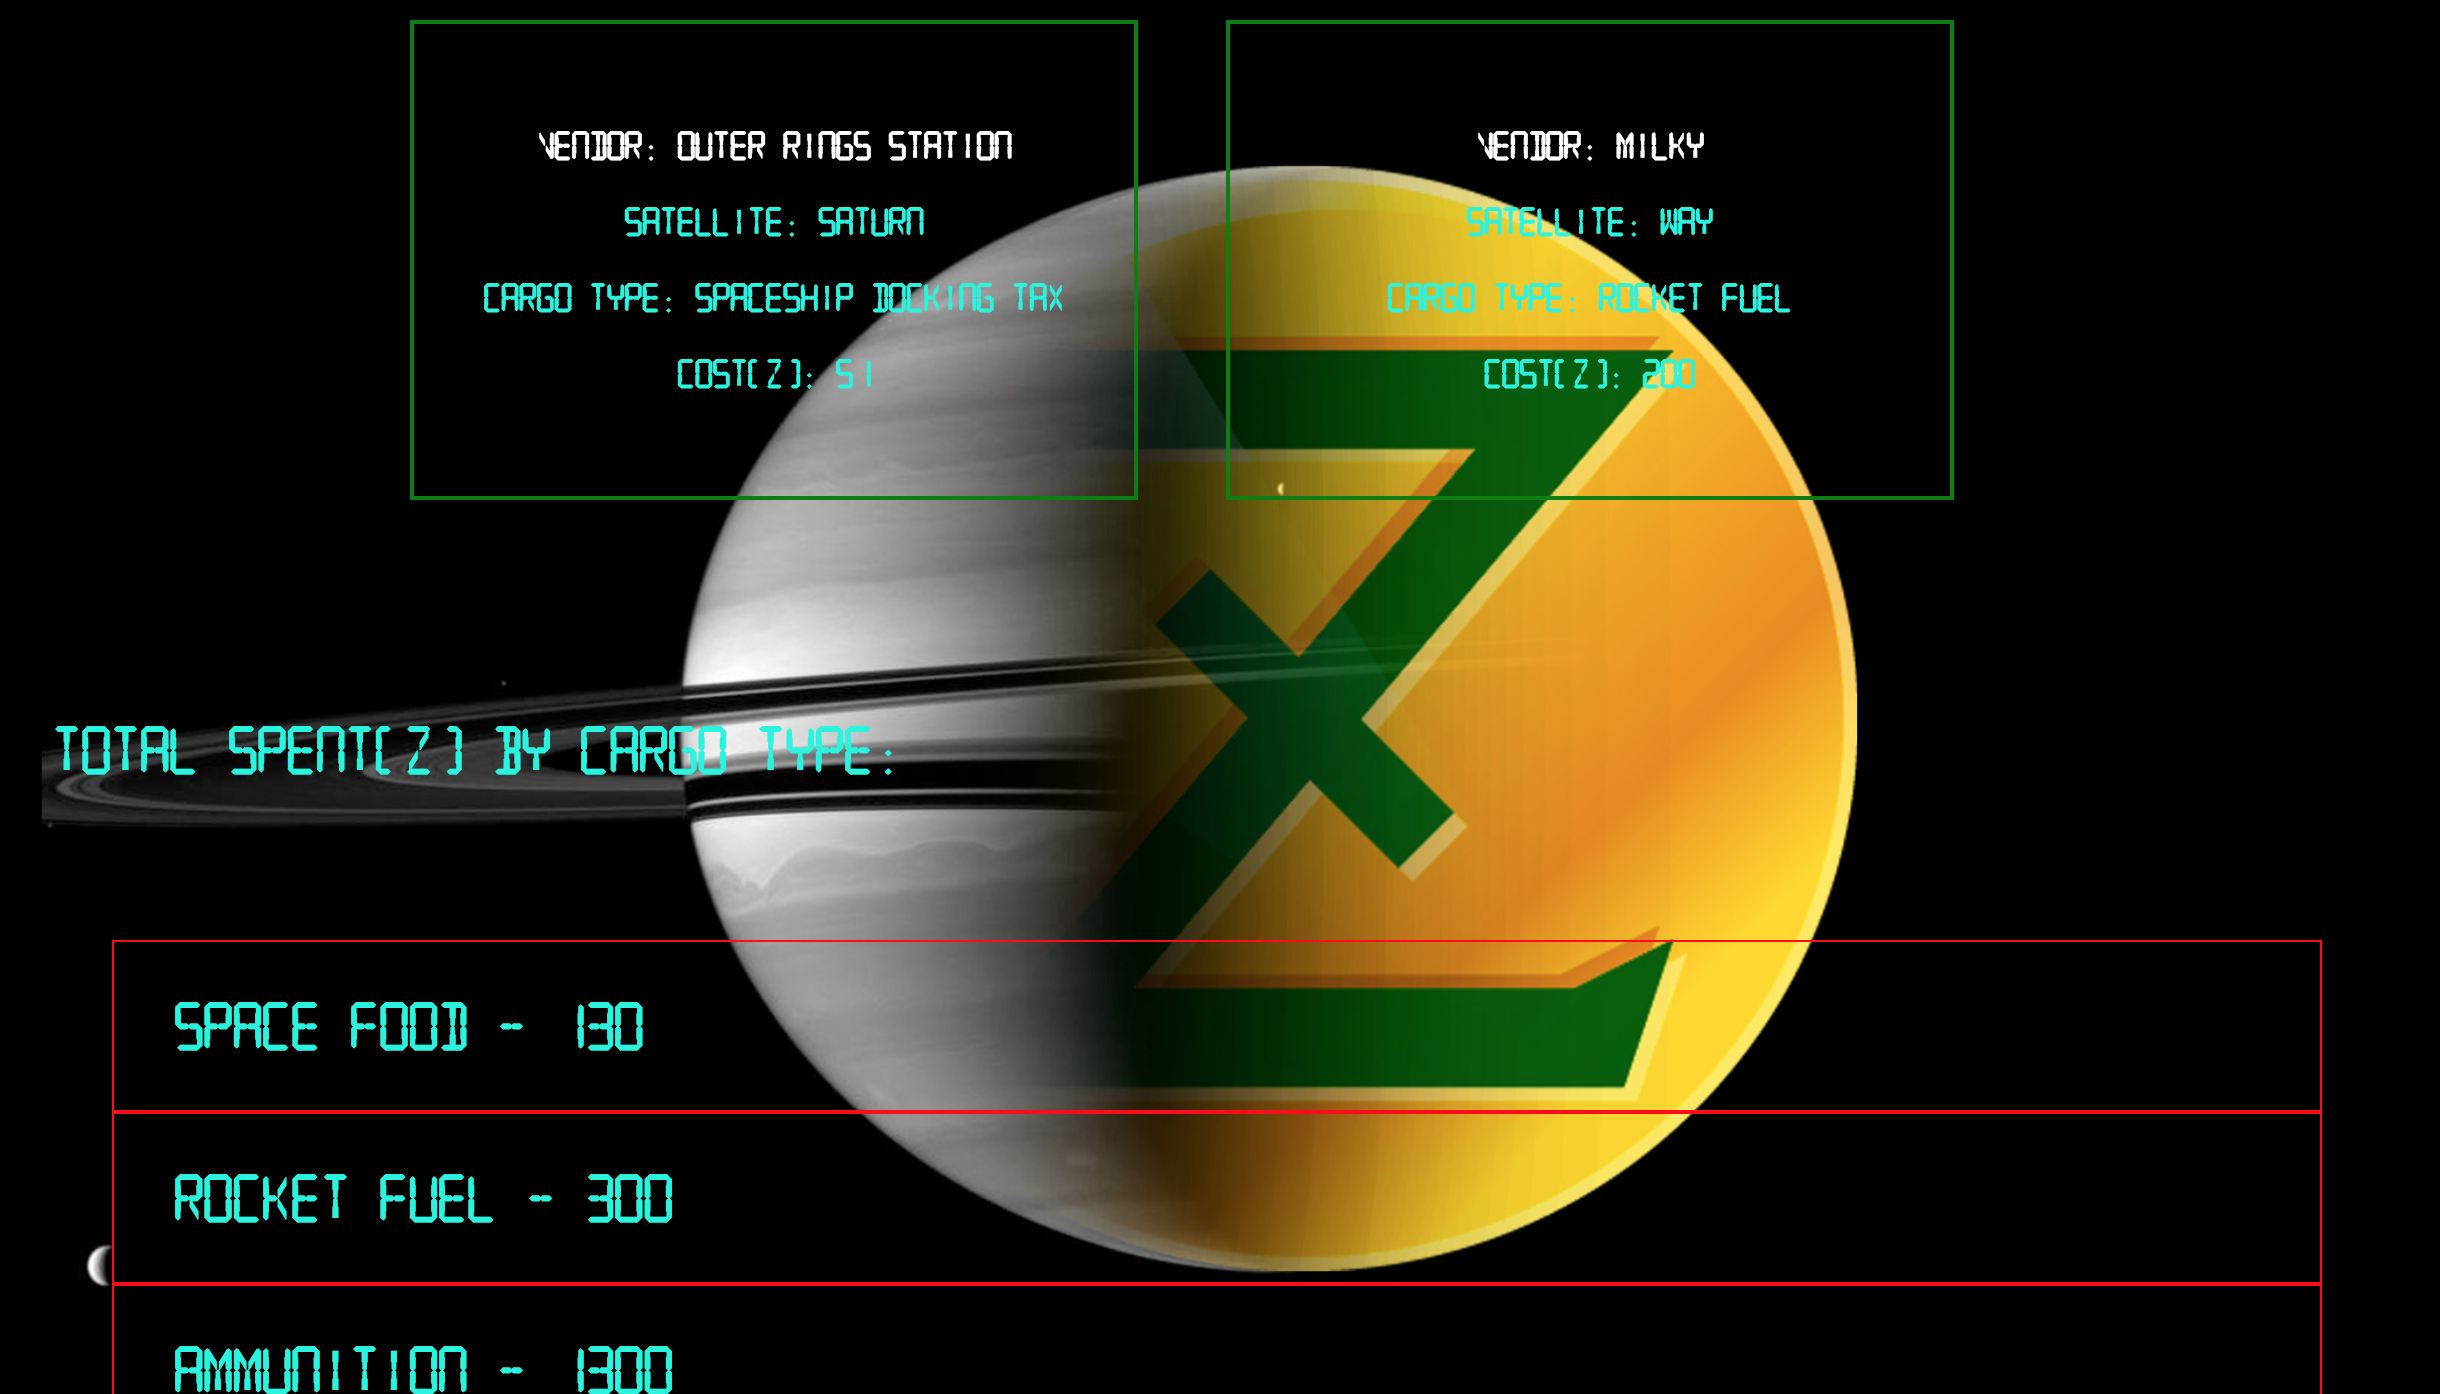 VENDOR: OUTER RINGS STATION
SATELLITE: SATURN
CARGO TYPE: SPACESHIP DOCKING TAX
COST(Z): 51
VENDOR: MILKY
SATELLITE: WAY
CARGO TYPE: ROCKET FUEL
COST(Z): 200
TOTAL SPENT(Z) BY CARGO TYPE:
SPACE FOOD - 130
ROCKET FUEL - 300
AMMUNITION - 1300